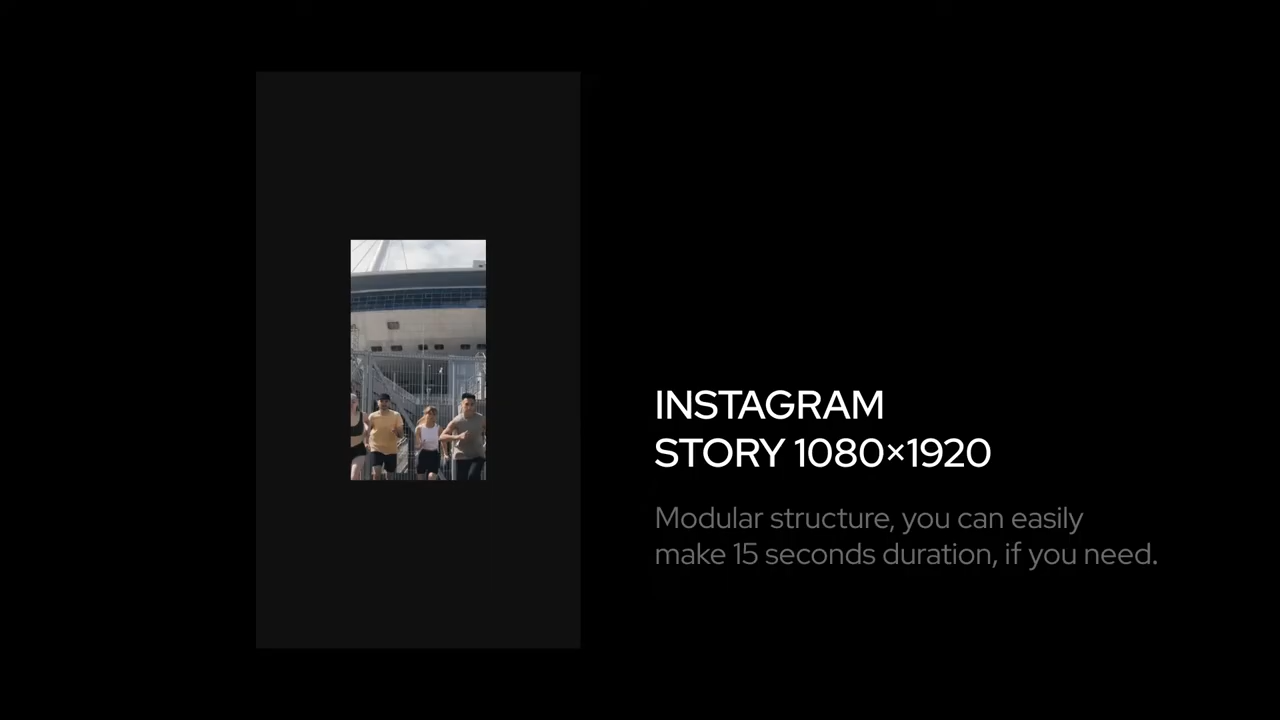 INSTAGRAM
STORY 1080×1920
Modular structure, you can easily
make 15 seconds duration, if you need.